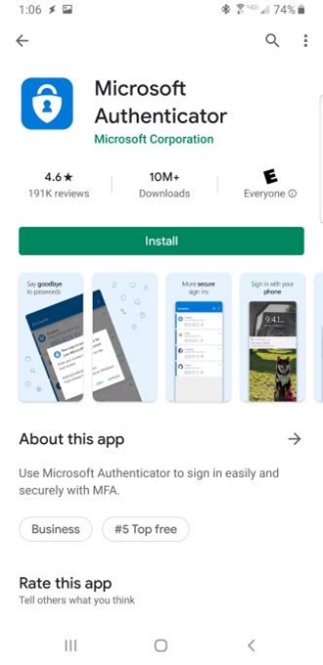 1:06 74%
Microsoft
Authenticator
Microsoft Corporation
4.6★ 10M+ E
191K reviews Downloads Everyone
Install
Say goodbye
to passwords
More secure
sign ins
Sign in with your
phone
9:41
About this app
Use Microsoft Authenticator to sign in easily and
securely with MFA.
Business #5 Top free
Rate this app
Tell others what you think